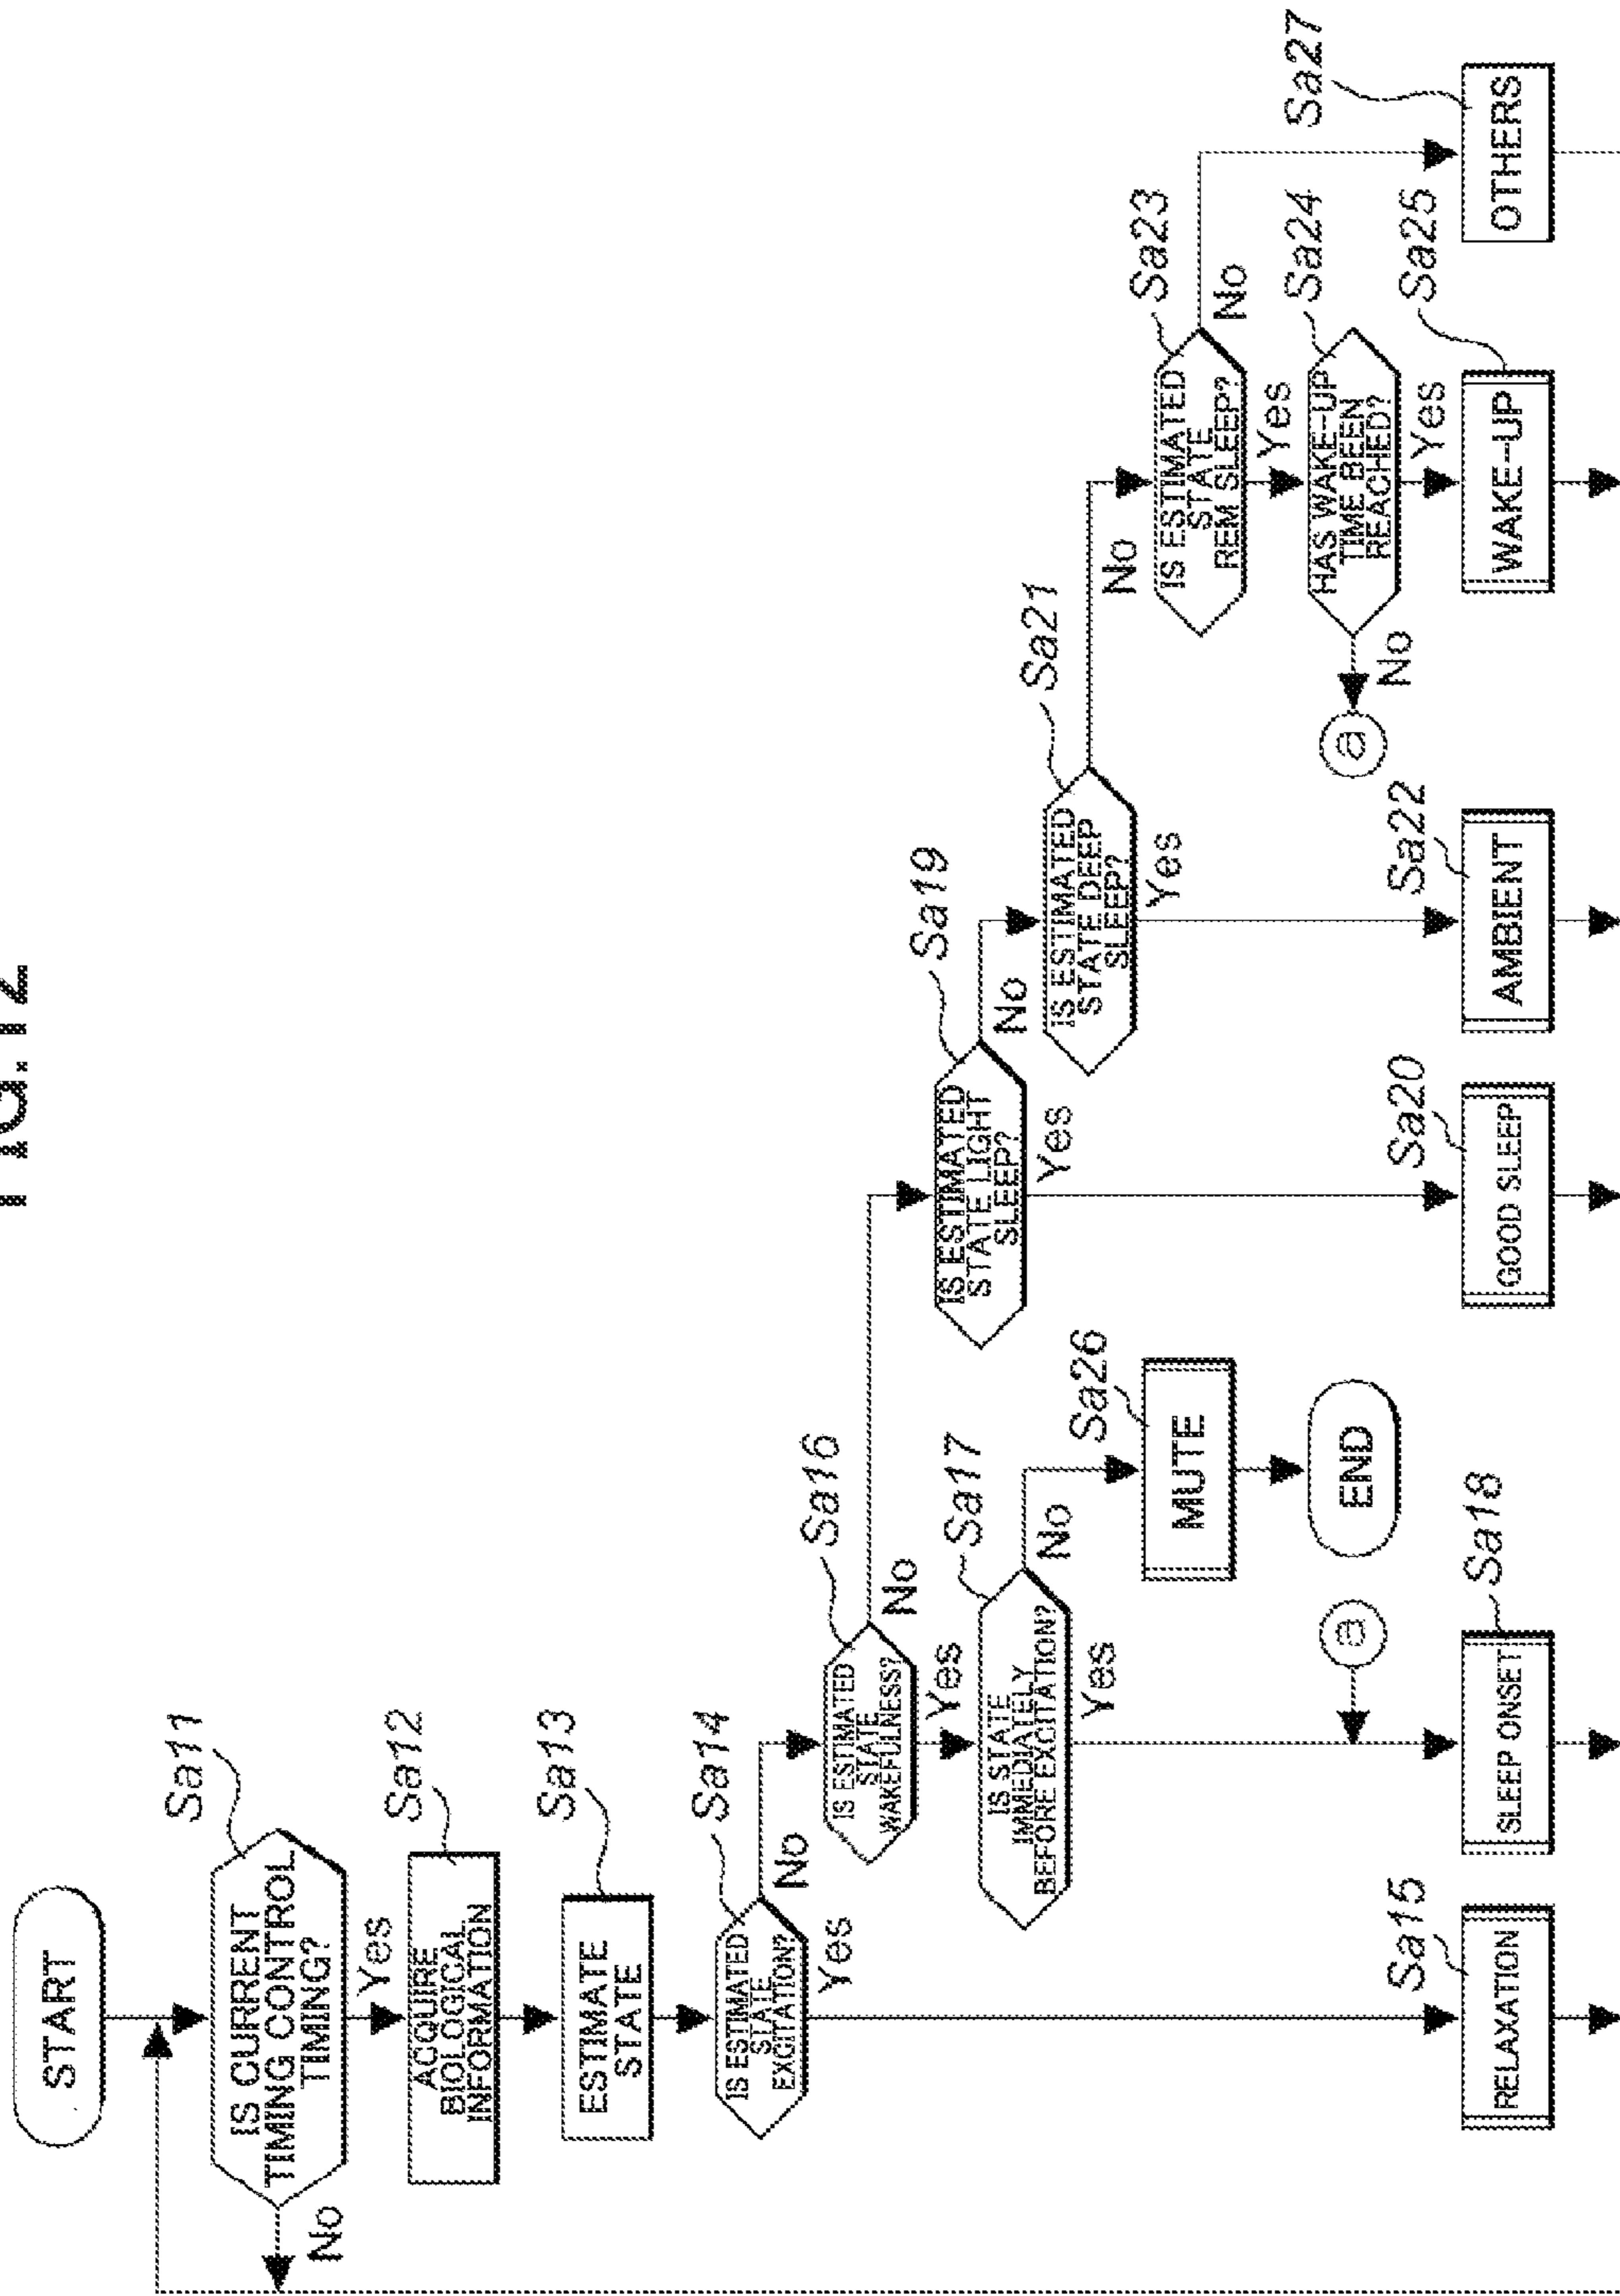 FIG.12
START
Sa11
IS CURRENT
TIMING CONTROL
TIMING?
No
Yes
Sa12
ACQUIRE
BIOLOGICAL
INFORMATION
Sa13
ESTIMATE
STATE
Sa14
IS ESTIMATED
STATE
EXCITATION?
No
Yes
Sa16
IS ESTIMATED
STATE
WAKEFULNESS?
No
Yes
Sa17
IS STATE
IMMEDIATELY
BEFORE EXCITATION?
No
Yes
Sa26
MUTE
END
a
Sa19
IS ESTIMATED
STATE LIGHT
SLEEP?
No
Yes
Sa21
IS ESTIMATED
STATE DEEP
SLEEP?
No
Yes
Sa23
IS ESTIMATED
STATE
REM SLEEP?
No
Yes
Sa24
HAS WAKE-UP
TIME BEEN
REACHED?
No
a
Yes
Sa15
RELAXATION
Sa18
SLEEP ONSET
Sa20
GOOD SLEEP
Sa22
AMBIENT
Sa25
WAKE-UP
Sa27
OTHERS